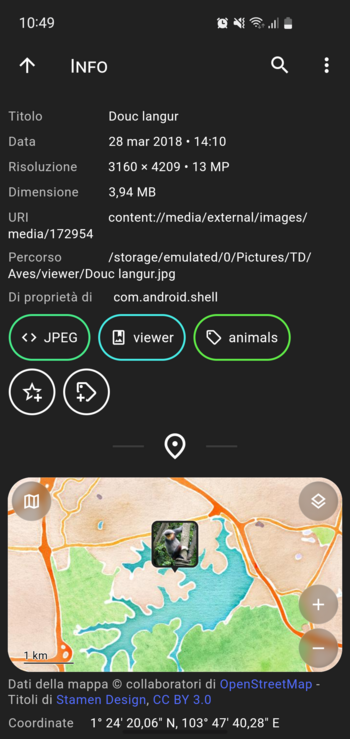 10:49
INFO
Titolo Douc langur
Data 28 mar 2018 • 14:10
Risoluzione 3160 × 4209 • 13 MP
Dimensione 3,94 MB
URI content://media/external/images/
media/172954
Percorso /storage/emulated/0/Pictures/TD/
Aves/viewer/Douc langur.jpg
Di proprietà di com.android.shell
JPEG viewer animals
1 km
Dati della mappa © collaboratori di OpenStreetMap -
Titoli di Stamen Design, CC BY 3.0
Coordinate 1° 24' 20,06" N, 103° 47' 40,28" E